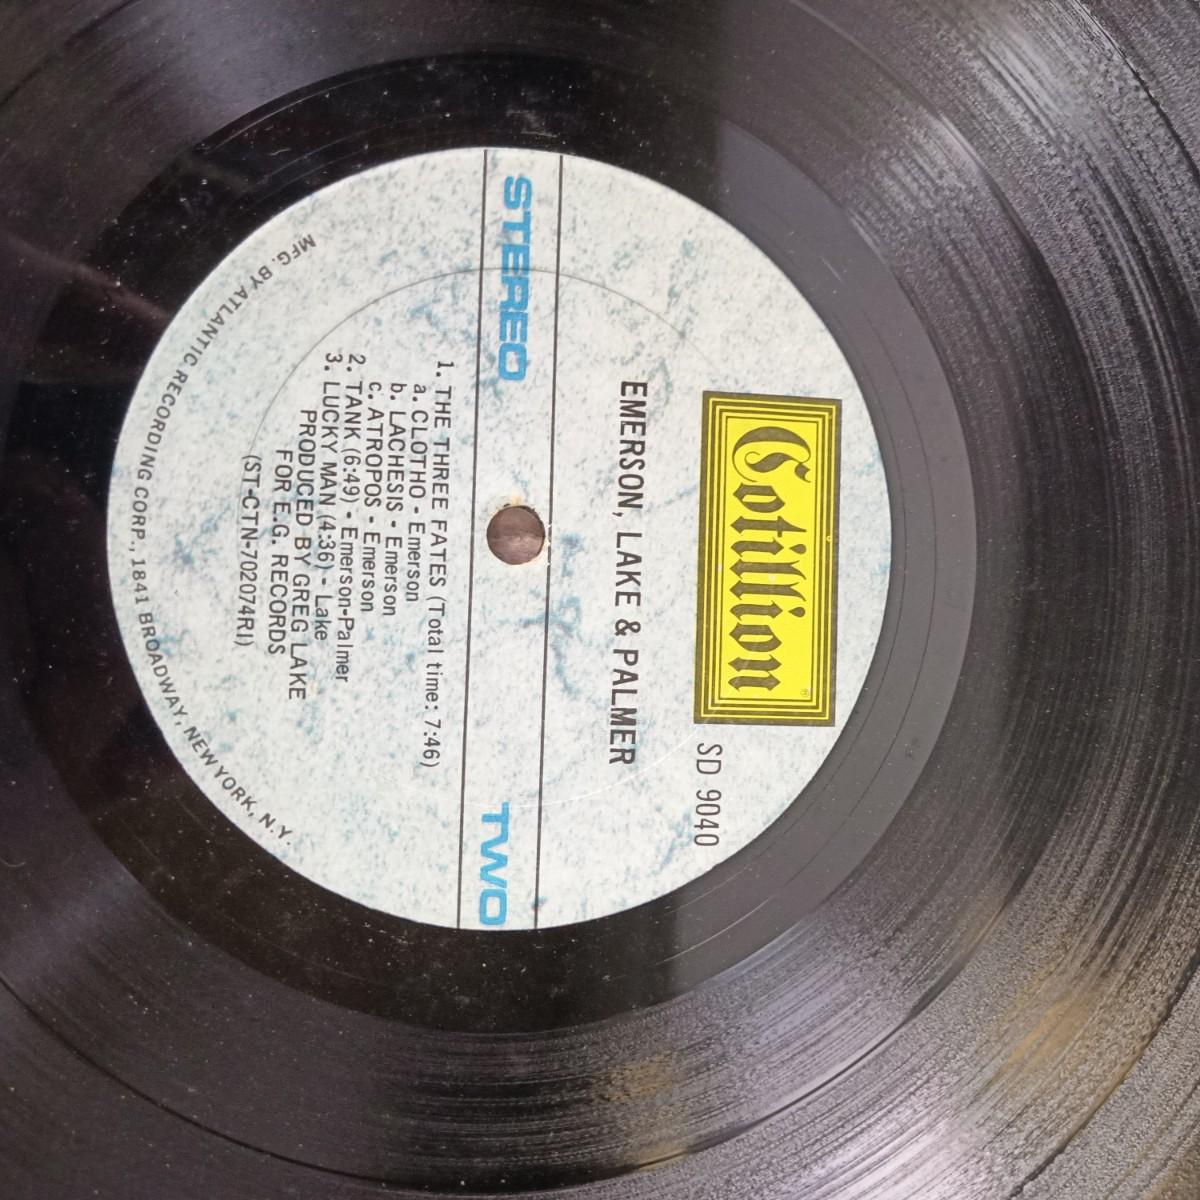 Cotillion®
SD 9040
EMERSON, LAKE & PALMER
STEREO TWO
1. THE THREE FATES (Total time: 7:46)
a. CLOTHO - Emerson
b. LACHESIS - Emerson
c. ATROPOS - Emerson
2. TANK (6:49) - Emerson-Palmer
3. LUCKY MAN (4:36) - Lake
PRODUCED BY GREG LAKE
FOR E.G. RECORDS
(ST-CTN-702074RI)
MFG. BY ATLANTIC RECORDING CORP., 1841 BROADWAY, NEW YORK, N.Y.